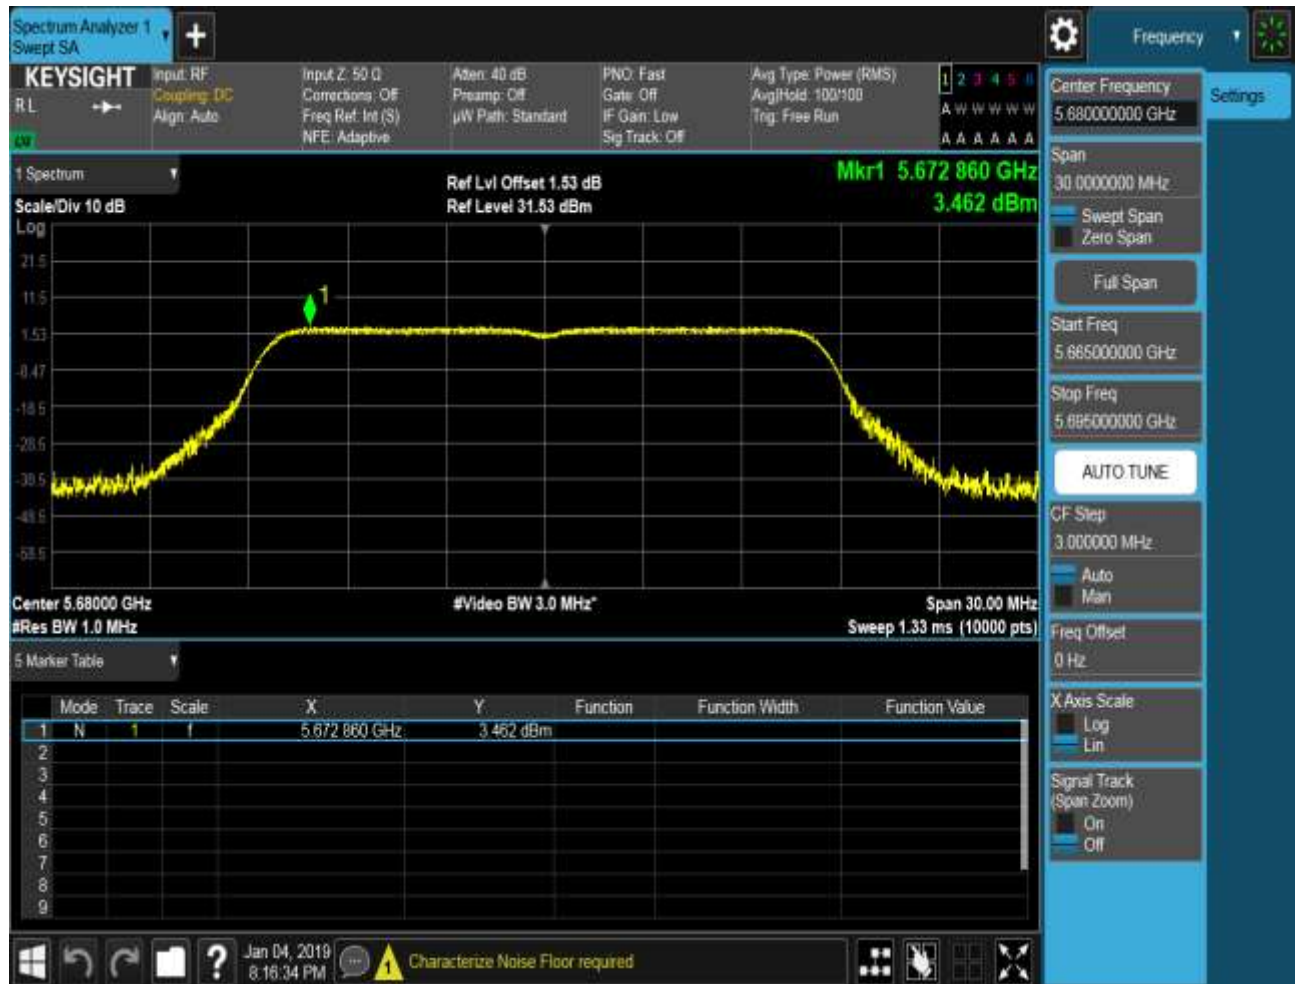 Spectrum Analyzer 1
Swept SA
Frequency
KEYSIGHT
Input: RF
Input Z: 50 Ω
Atten: 40 dB
PNO: Fast
Avg Type: Power (RMS)
1 2 3 4 5 6
R L
Coupling: DC
Corrections: Off
Preamp: Off
Gate: Off
Avg|Hold: 100/100
A W W W W W
Align: Auto
Freq Ref: Int (S)
µW Path: Standard
IF Gain: Low
Trig: Free Run
NFE: Adaptive
Sig Track: Off
A A A A A A
1 Spectrum
Ref Lvl Offset 1.53 dB
Mkr1 5.672 860 GHz
Scale/Div 10 dB
Ref Level 31.53 dBm
3.462 dBm
Log
21.5
11.5
1
1.53
-8.47
-18.5
-28.5
-38.5
-48.5
-58.5
Center 5.68000 GHz
#Video BW 3.0 MHz*
Span 30.00 MHz
#Res BW 1.0 MHz
Sweep 1.33 ms (10000 pts)
5 Marker Table
Mode Trace Scale X Y Function Function Width Function Value
1 N 1 f 5.672 860 GHz 3.462 dBm
2
3
4
5
6
7
8
9
Jan 04, 2019
8:16:34 PM
Characterize Noise Floor required
Center Frequency
5.680000000 GHz
Settings
Span
30.0000000 MHz
Swept Span
Zero Span
Full Span
Start Freq
5.665000000 GHz
Stop Freq
5.695000000 GHz
AUTO TUNE
CF Step
3.000000 MHz
Auto
Man
Freq Offset
0 Hz
X Axis Scale
Log
Lin
Signal Track
(Span Zoom)
On
Off